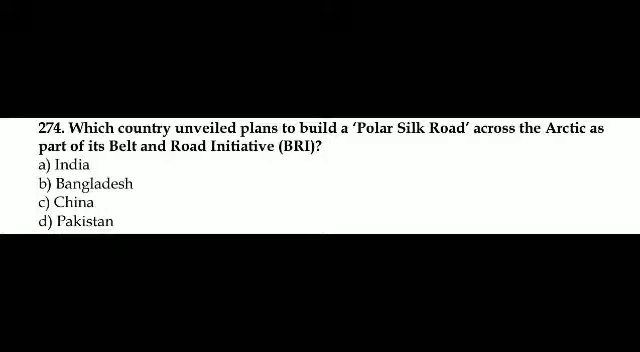 274. Which country unveiled plans to build a ‘Polar Silk Road’ across the Arctic as
part of its Belt and Road Initiative (BRI)?
a) India
b) Bangladesh
c) China
d) Pakistan